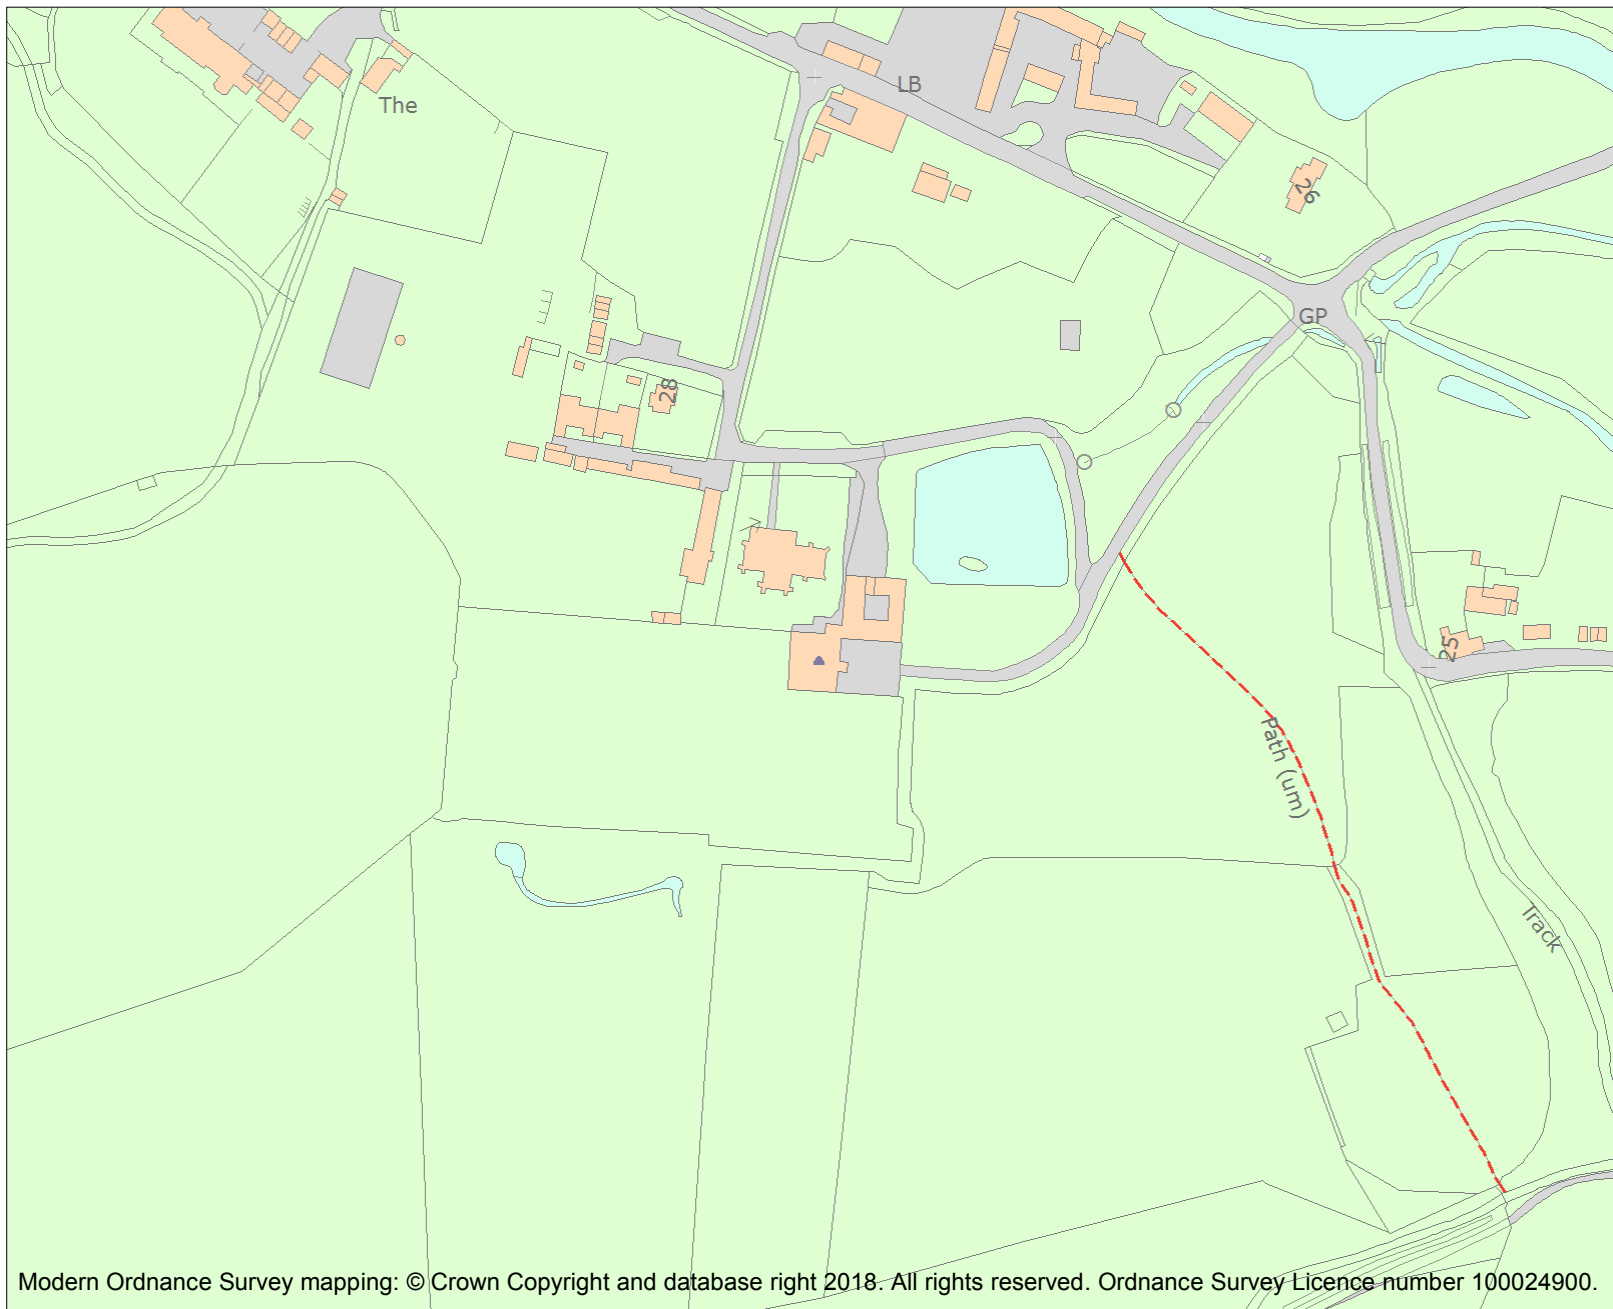 The
LB
26
GP
28
25
Path (um)
Track
Modern Ordnance Survey mapping: © Crown Copyright and database right 2018. All rights reserved. Ordnance Survey Licence number 100024900.